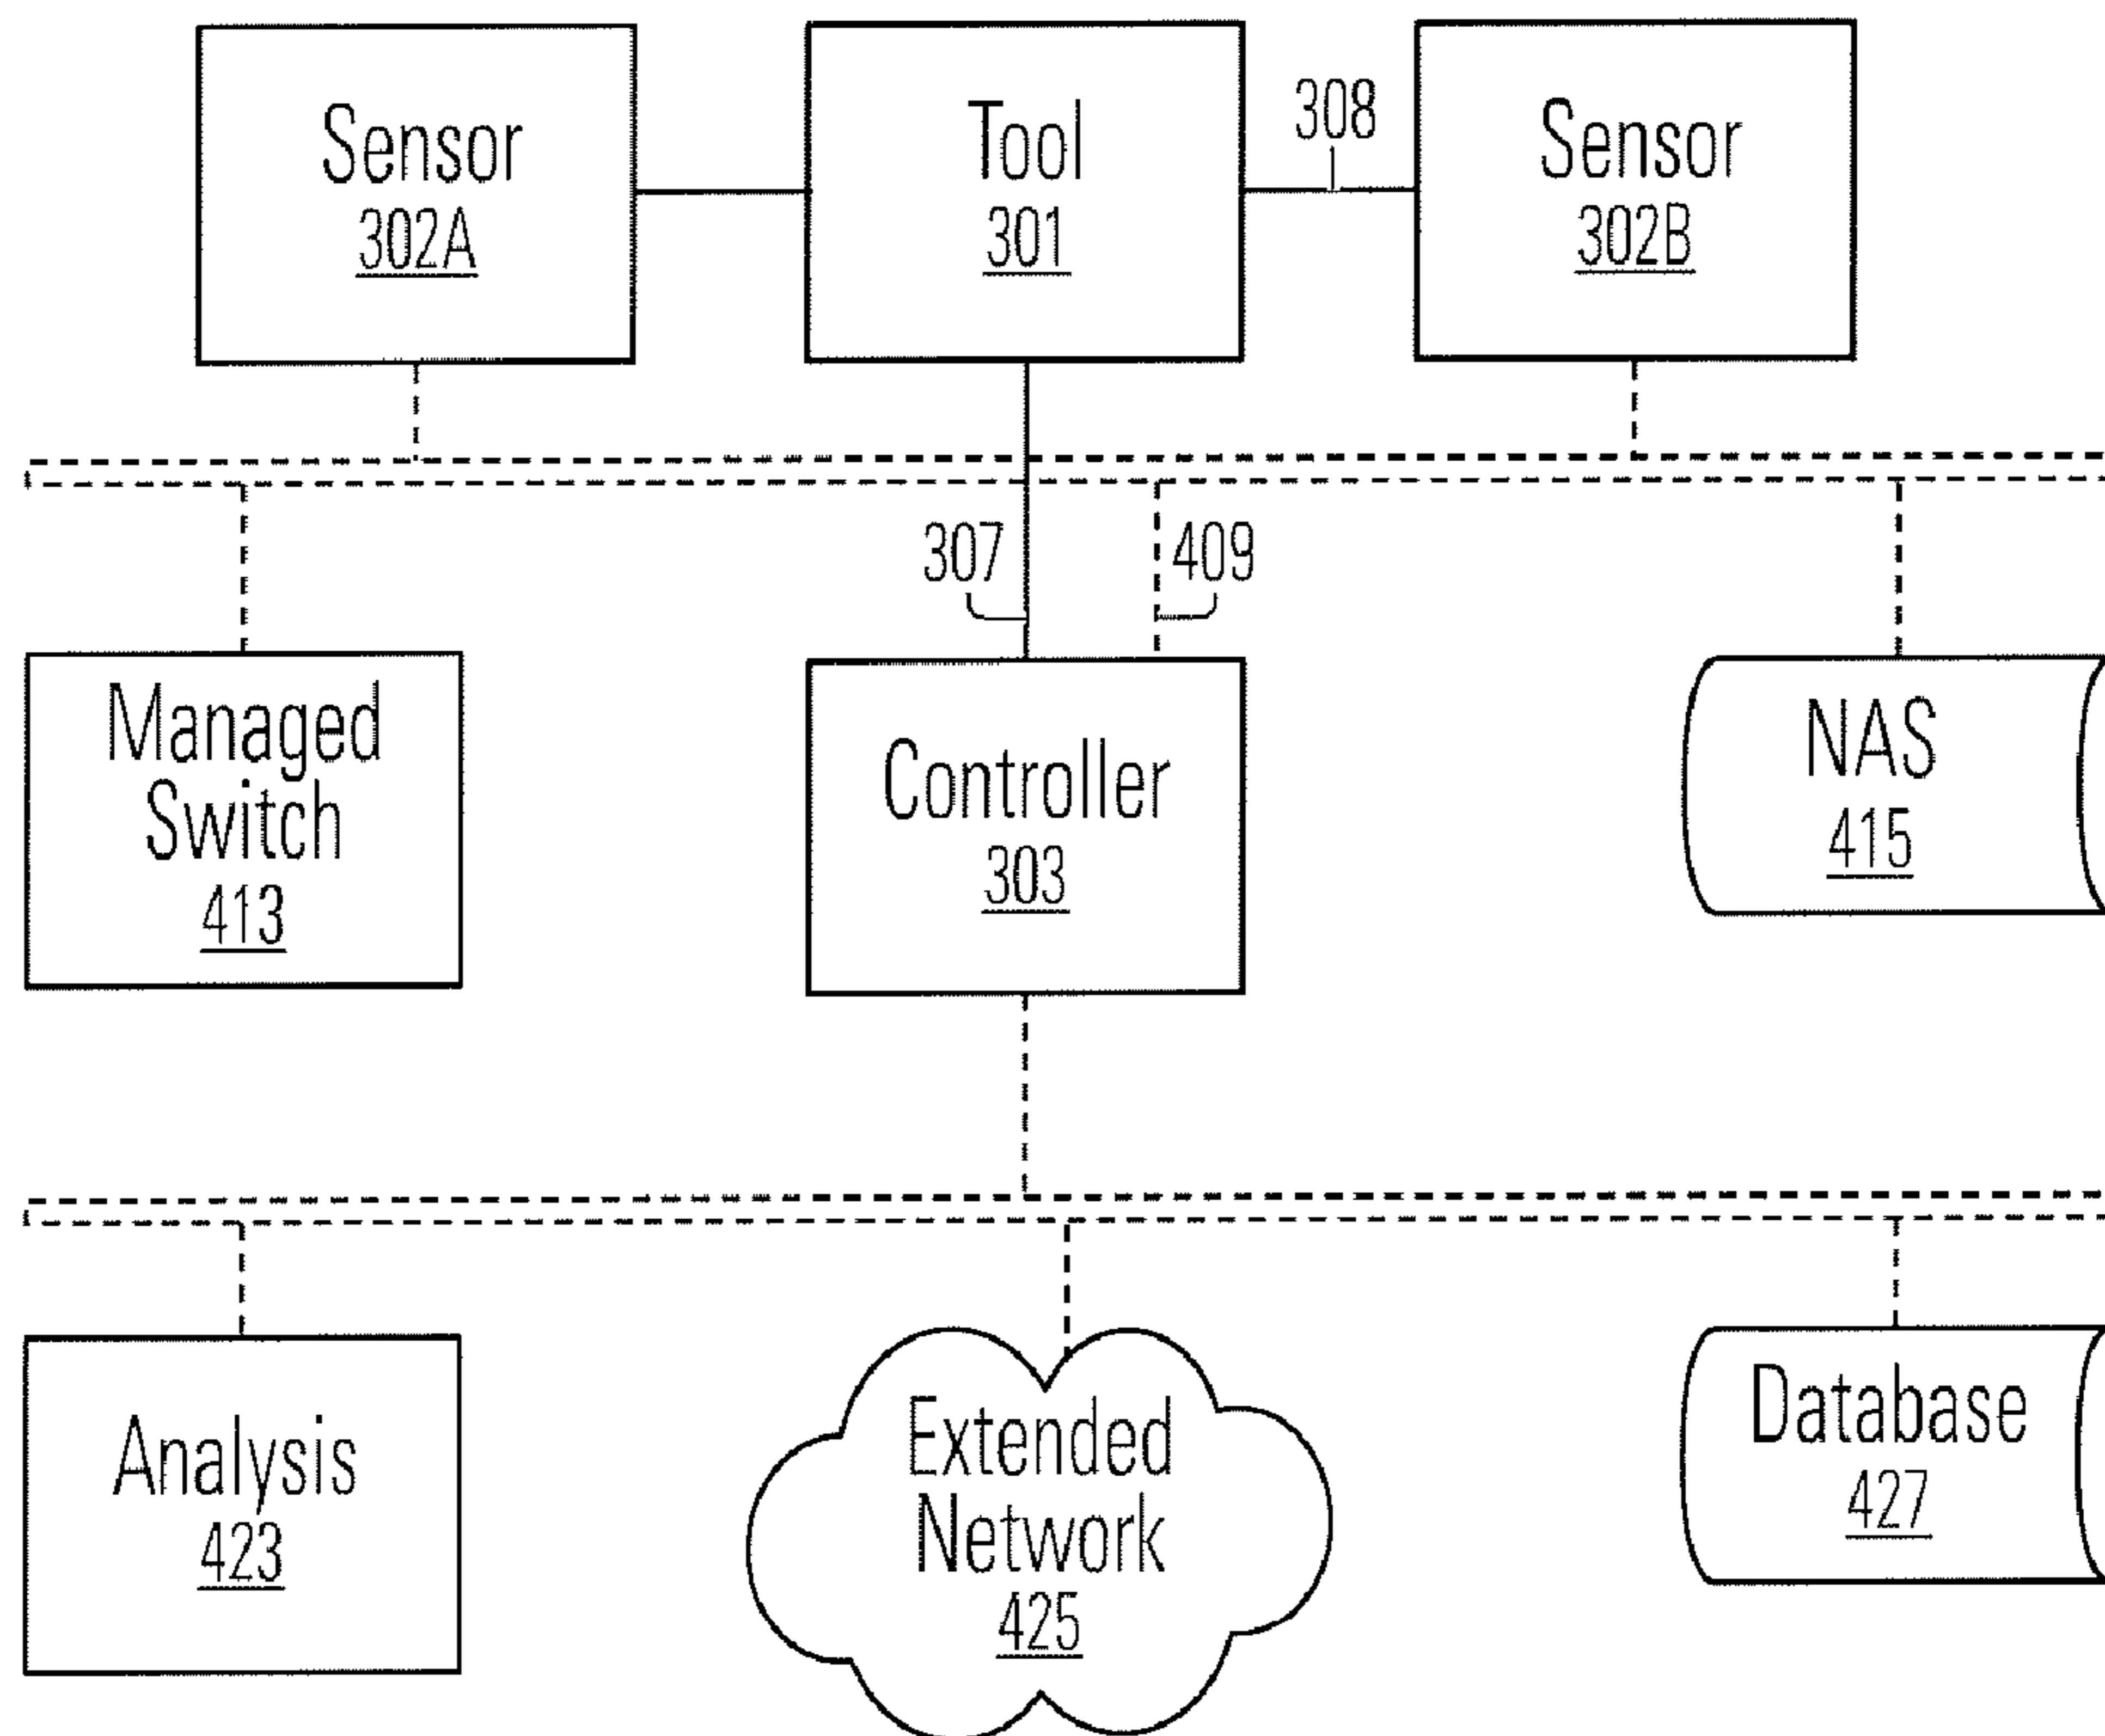 Sensor
302A
Tool
301
308
Sensor
302B
307
409
Managed
Switch
413
Controller
303
NAS
415
Analysis
423
Extended
Network
425
Database
427